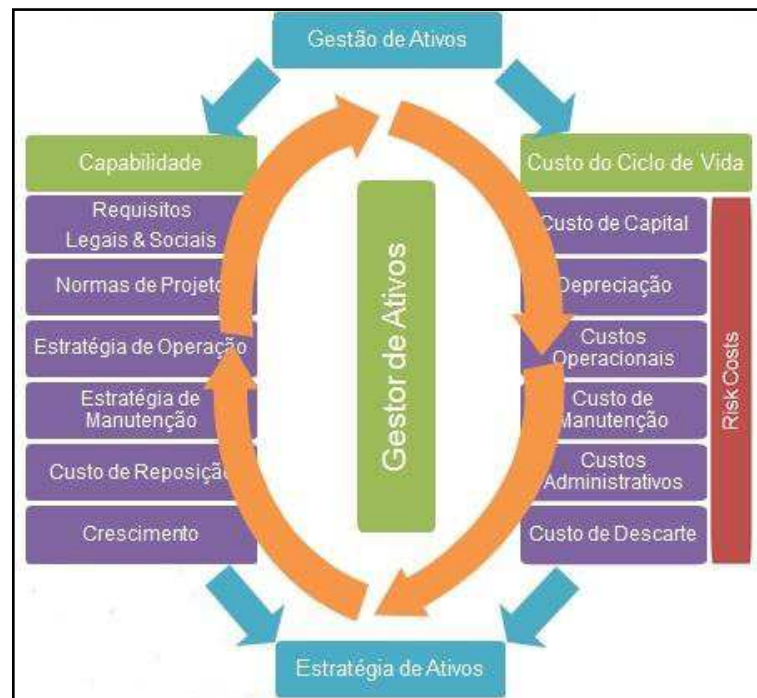 Gestão de Ativos
Capabilidade
Requisitos
Legais & Sociais
Normas de Projeto
Estratégia de Operação
Estratégia de
Manutenção
Custo de Reposição
Crescimento
Gestor de Ativos
Custo do Ciclo de Vida
Custo de Capital
Depreciação
Custos
Operacionais
Custo de
Manutenção
Custos
Administrativos
Custo de Descarte
Risk Costs
Estratégia de Ativos